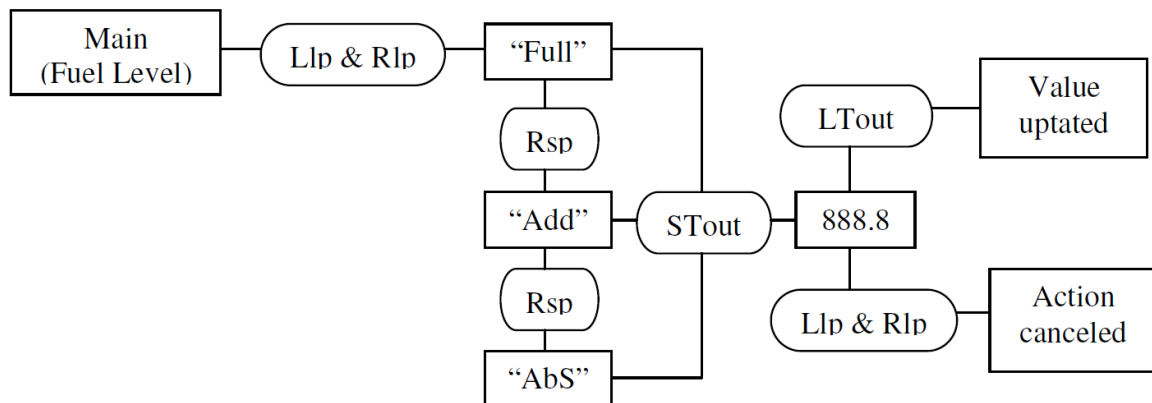 Main
(Fuel Level)
Llp & Rlp
“Full”
Rsp
“Add”
Rsp
“AbS”
STout
888.8
LTout
Value
uptated
Llp & Rlp
Action
canceled